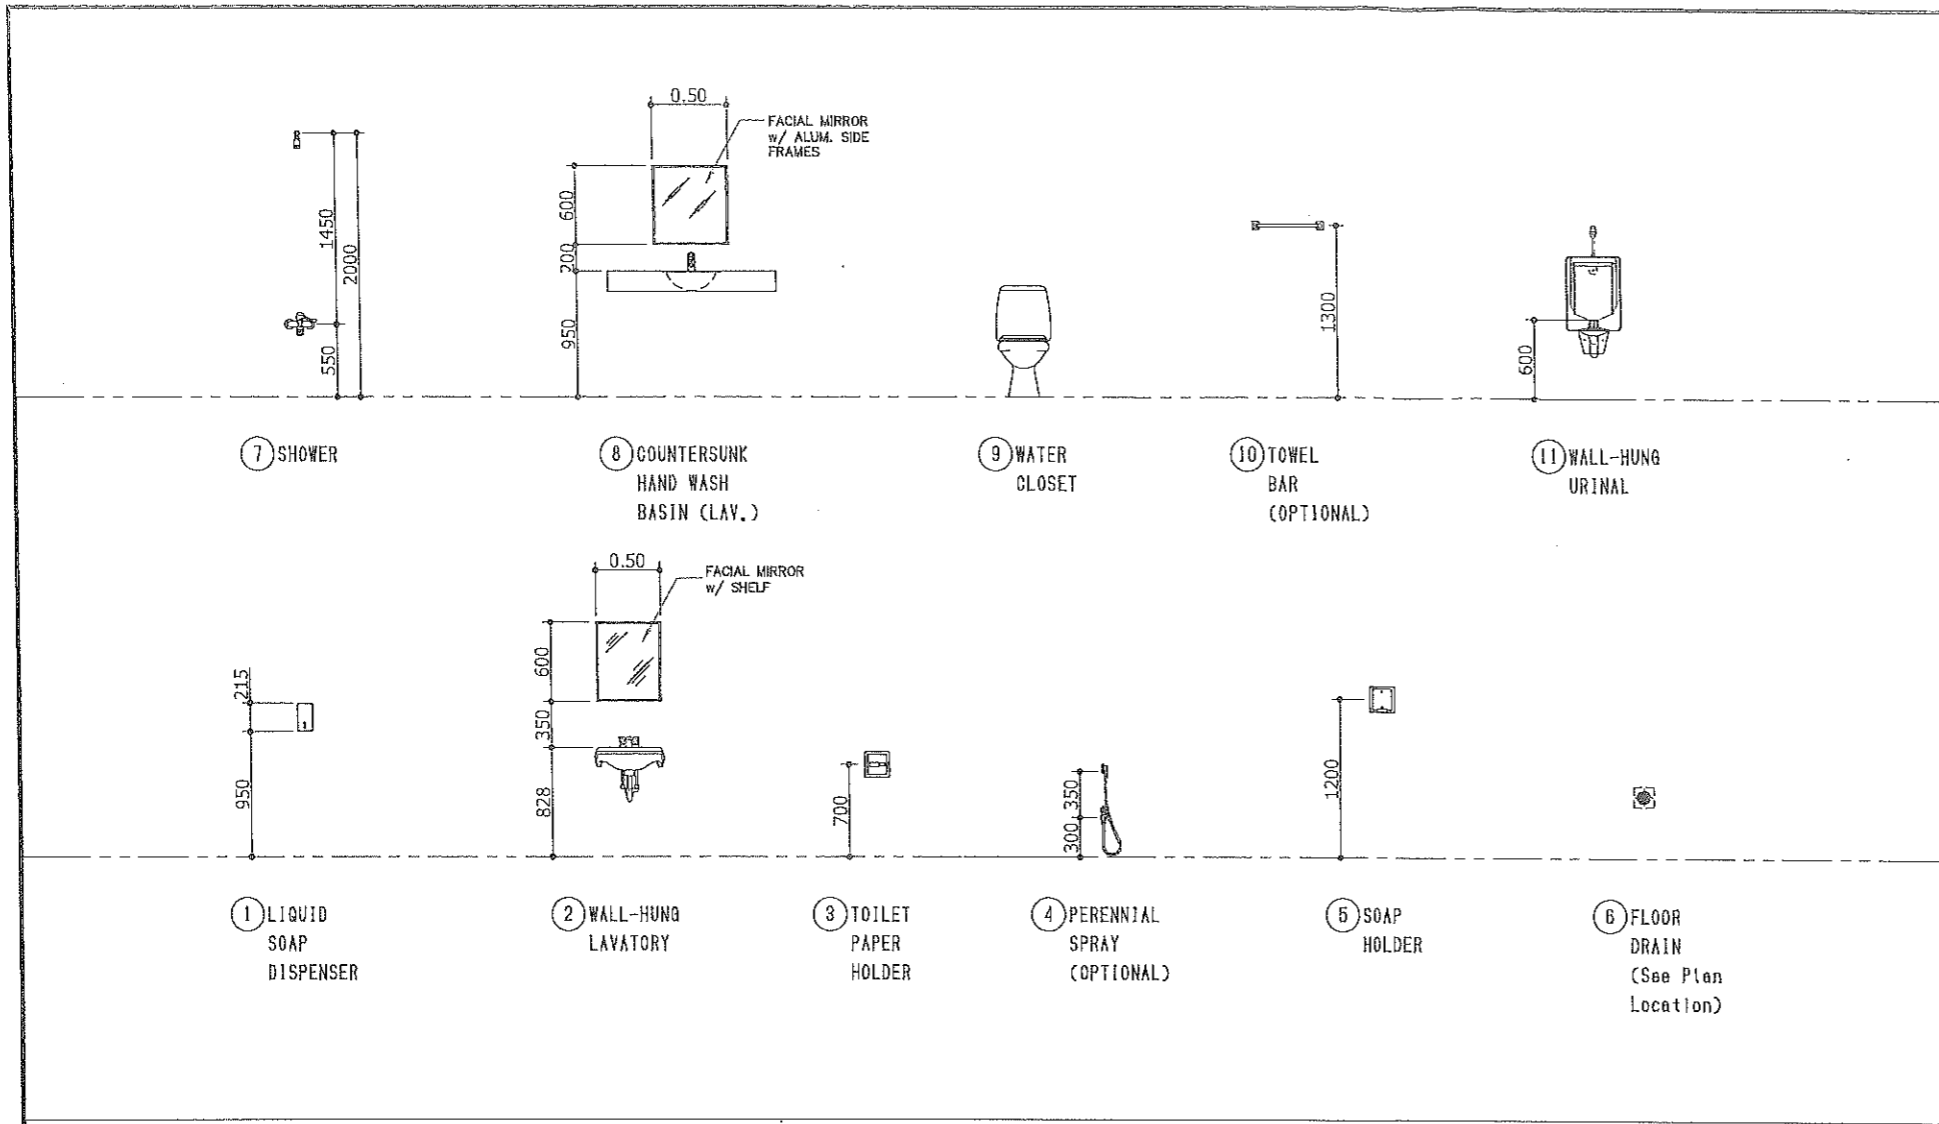 0.50
FACIAL MIRROR
w/ ALUM. SIDE
FRAMES
1450
2000
550
600
200
950
1300
600
7 SHOWER
8 COUNTERSUNK
HAND WASH
BASIN (LAV.)
9 WATER
CLOSET
10 TOWEL
BAR
(OPTIONAL)
11 WALL-HUNG
URINAL
0.50
FACIAL MIRROR
w/ SHELF
215
950
600
350
828
700
350
300
1200
1 LIQUID
SOAP
DISPENSER
2 WALL-HUNG
LAVATORY
3 TOILET
PAPER
HOLDER
4 PERENNIAL
SPRAY
(OPTIONAL)
5 SOAP
HOLDER
6 FLOOR
DRAIN
(See Plan
Location)